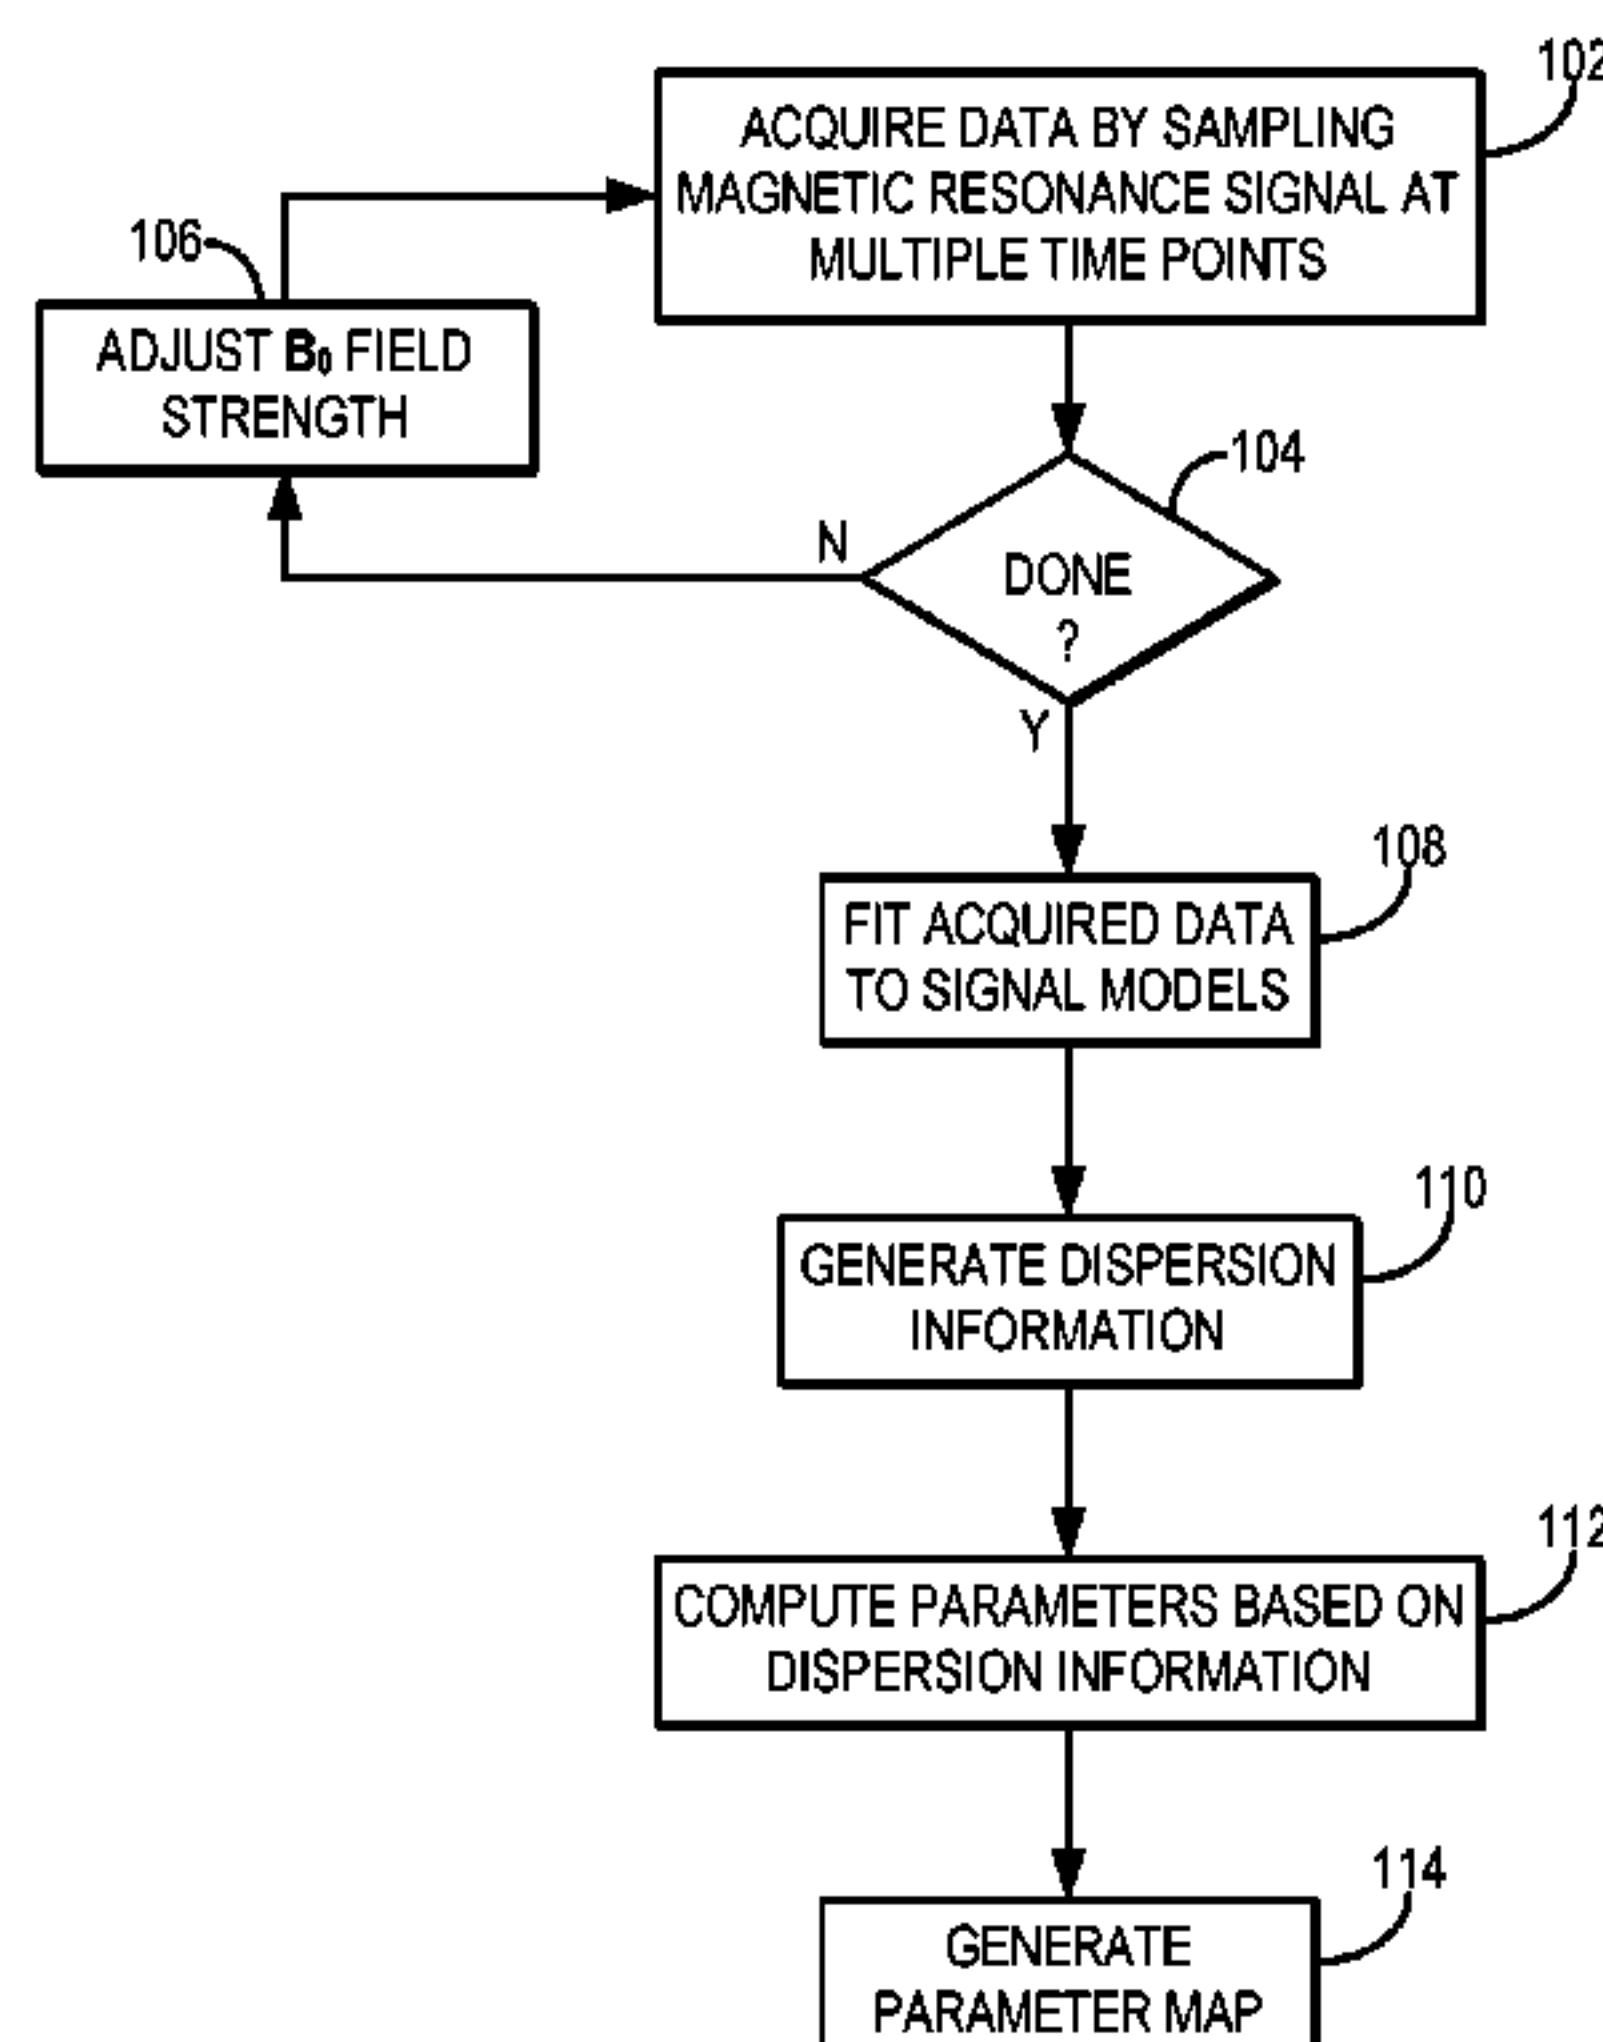 102
ACQUIRE DATA BY SAMPLING
MAGNETIC RESONANCE SIGNAL AT
MULTIPLE TIME POINTS
106
ADJUST B₀ FIELD
STRENGTH
104
N
DONE
?
Y
108
FIT ACQUIRED DATA
TO SIGNAL MODELS
110
GENERATE DISPERSION
INFORMATION
112
COMPUTE PARAMETERS BASED ON
DISPERSION INFORMATION
114
GENERATE
PARAMETER MAP